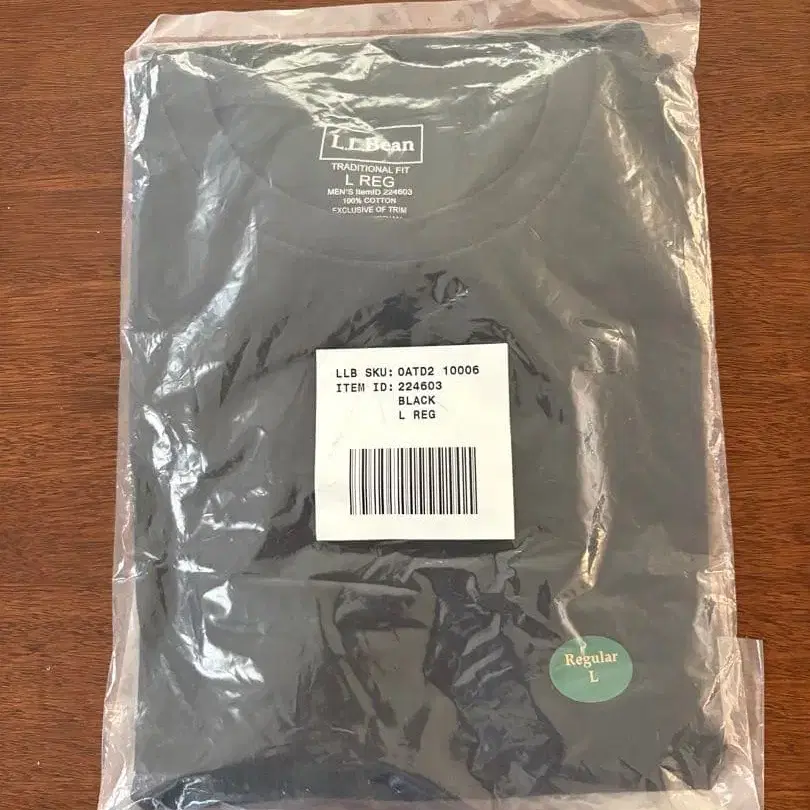 L.L.Bean
TRADITIONAL FIT
L REG
MEN'S ItemID 224603
100% COTTON
EXCLUSIVE OF TRIM
LLB SKU: 0ATD2 10006
ITEM ID: 224603
BLACK
L REG
Regular
L